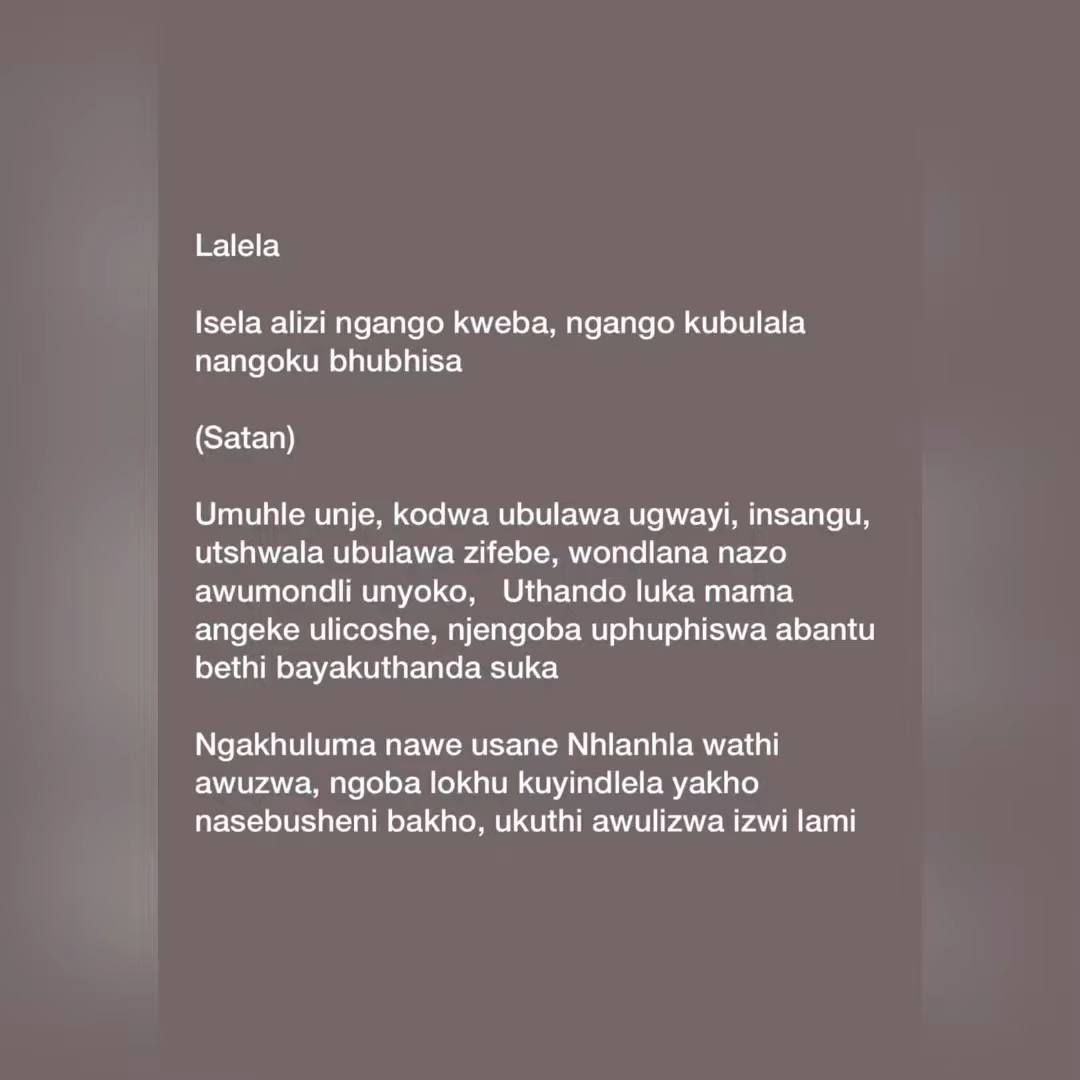 Lalela
Isela alizi ngango kweba, ngango kubulala
nangoku bhubhisa
(Satan)
Umuhle unje, kodwa ubulawa ugwayi, insangu,
utshwala ubulawa zifebe, wondlana nazo
awumondli unyoko,   Uthando luka mama
angeke ulicoshe, njengoba uphuphiswa abantu
bethi bayakuthanda suka
Ngakhuluma nawe usane Nhlanhla wathi
awuzwa, ngoba lokhu kuyindlela yakho
nasebusheni bakho, ukuthi awulizwa izwi lami